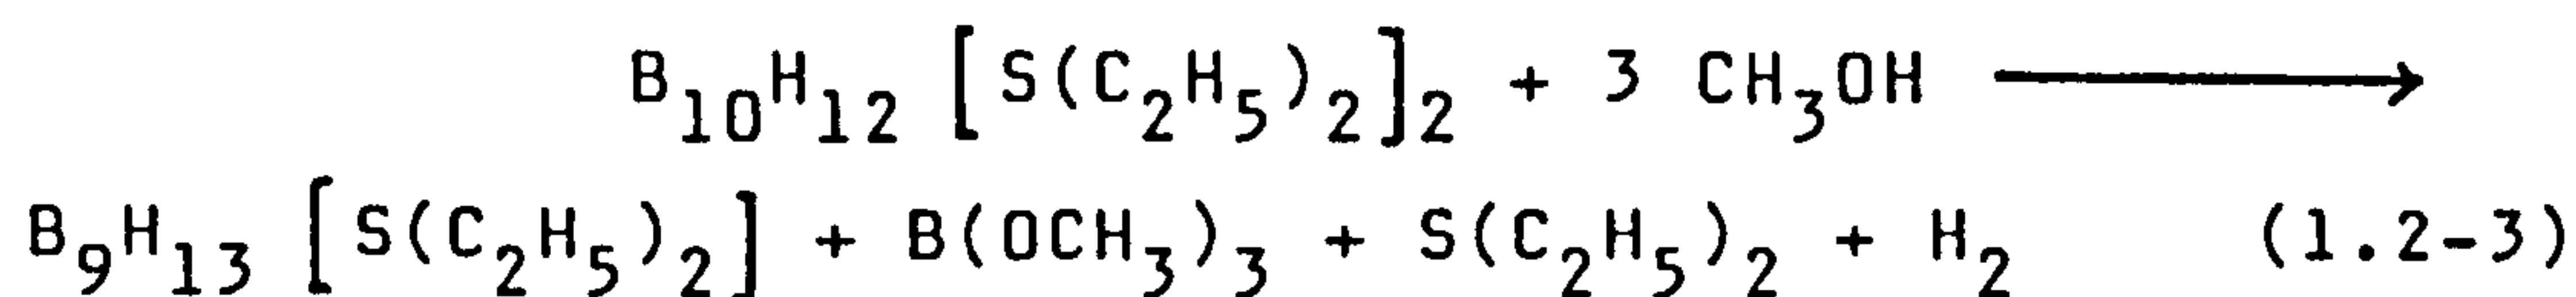 B₁₀H₁₂ [S(C₂H₅)₂]₂ + 3 CH₃OH ⟶
B₉H₁₃ [S(C₂H₅)₂] + B(OCH₃)₃ + S(C₂H₅)₂ + H₂ (1.2-3)